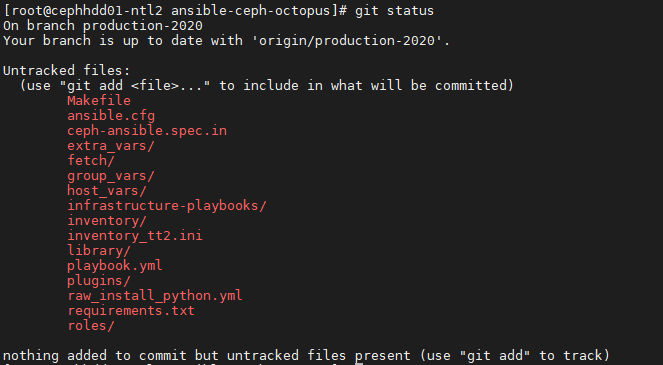 [root@cephhdd01-ntl2 ansible-ceph-octopus]# git status
On branch production-2020
Your branch is up to date with 'origin/production-2020'.
Untracked files:
(use "git add <file>..." to include in what will be committed)
Makefile
ansible.cfg
ceph-ansible.spec.in
extra_vars/
fetch/
group_vars/
host_vars/
infrastructure-playbooks/
inventory/
inventory_tt2.ini
library/
playbook.yml
plugins/
raw_install_python.yml
requirements.txt
roles/
nothing added to commit but untracked files present (use "git add" to track)